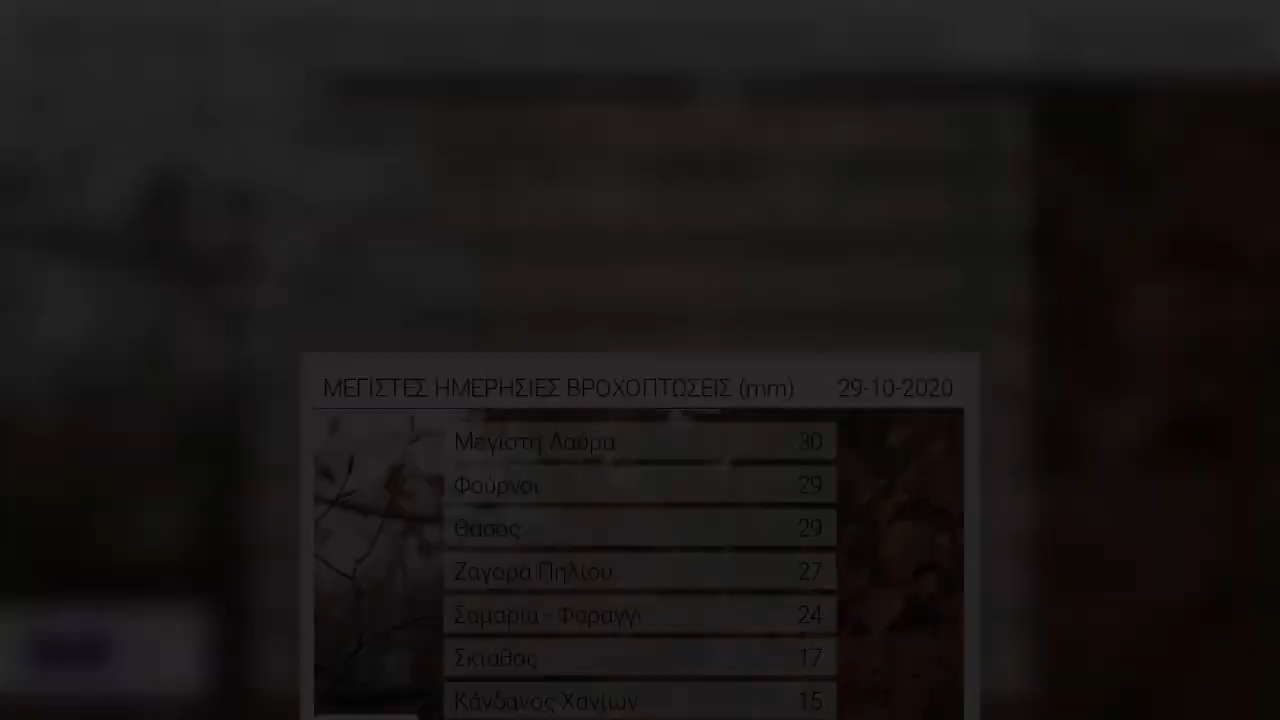 ΜΕΓΙΣΤΕΣ ΗΜΕΡΗΣΙΕΣ ΒΡΟΧΟΠΤΩΣΕΙΣ (mm) 29-10-2020
Μεγίστη Λαύρα 30
Φούρνοι 29
Θάσος 29
Ζαγορά Πηλίου 27
Σαμαριά - Φαράγγι 24
Σκιάθος 17
Κάνδανος Χανίων 15